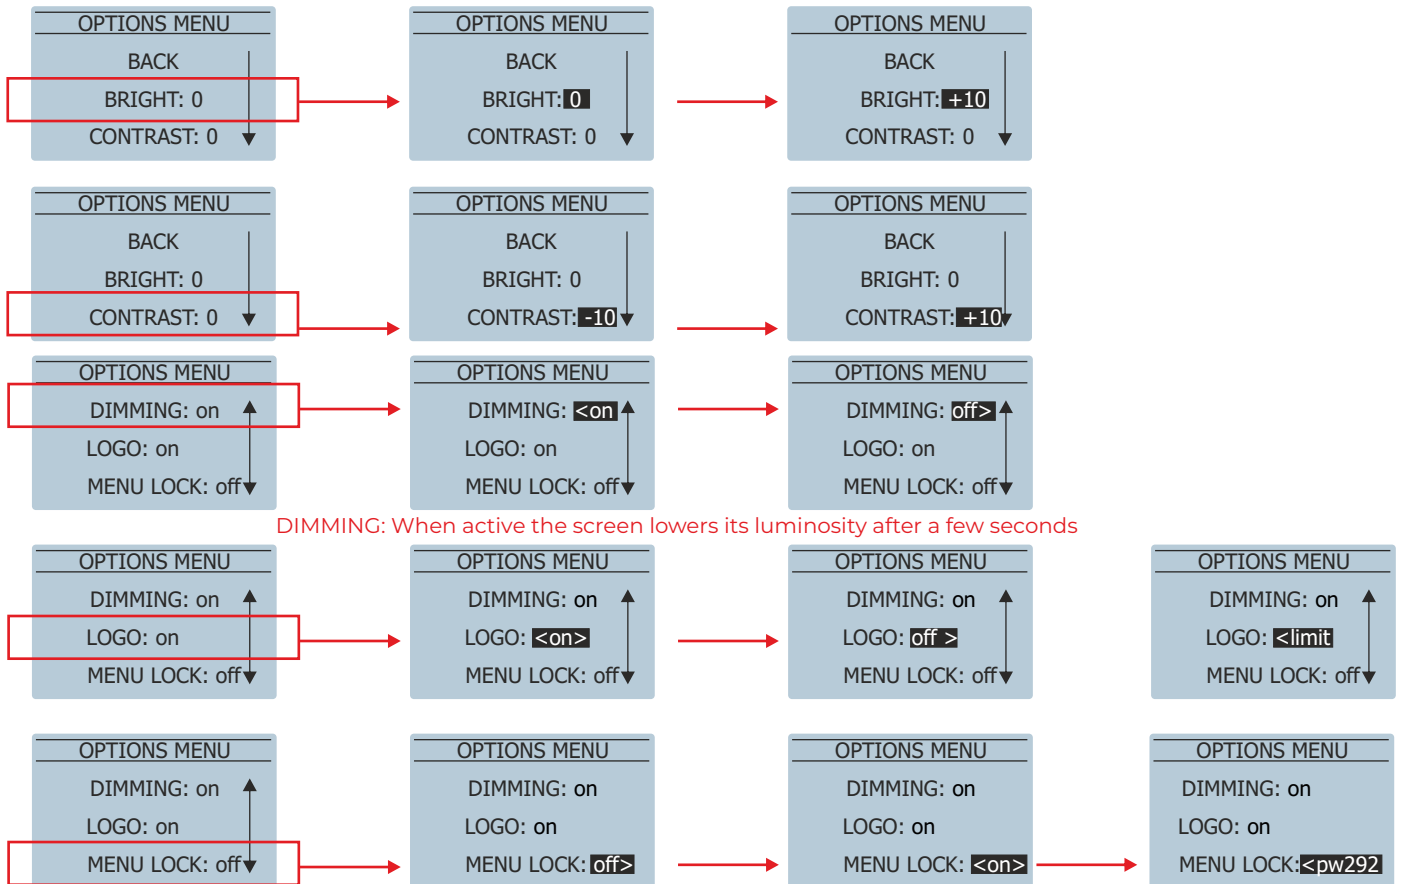 OPTIONS MENU
BACK
BRIGHT: 0
CONTRAST: 0
OPTIONS MENU
BACK
BRIGHT: 0
CONTRAST: 0
OPTIONS MENU
BACK
BRIGHT: +10
CONTRAST: 0
OPTIONS MENU
BACK
BRIGHT: 0
CONTRAST: 0
OPTIONS MENU
BACK
BRIGHT: 0
CONTRAST: -10
OPTIONS MENU
BACK
BRIGHT: 0
CONTRAST: +10
OPTIONS MENU
DIMMING: on
LOGO: on
MENU LOCK: off
OPTIONS MENU
DIMMING: <on
LOGO: on
MENU LOCK: off
OPTIONS MENU
DIMMING: off>
LOGO: on
MENU LOCK: off
DIMMING: When active the screen lowers its luminosity after a few seconds
OPTIONS MENU
DIMMING: on
LOGO: on
MENU LOCK: off
OPTIONS MENU
DIMMING: on
LOGO: <on>
MENU LOCK: off
OPTIONS MENU
DIMMING: on
LOGO: off >
MENU LOCK: off
OPTIONS MENU
DIMMING: on
LOGO: <limit
MENU LOCK: off
OPTIONS MENU
DIMMING: on
LOGO: on
MENU LOCK: off
OPTIONS MENU
DIMMING: on
LOGO: on
MENU LOCK: off>
OPTIONS MENU
DIMMING: on
LOGO: on
MENU LOCK: <on>
OPTIONS MENU
DIMMING: on
LOGO: on
MENU LOCK:<pw292